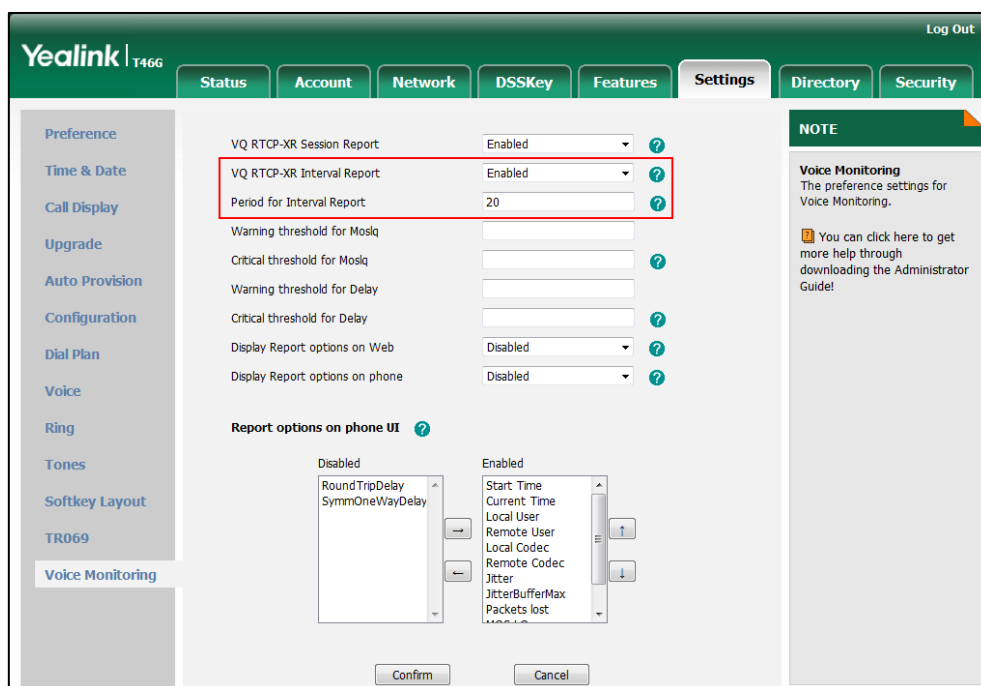 Log Out
Yealink T46G
Status Account Network DSSKey Features Settings Directory Security
Preference
Time & Date
Call Display
Upgrade
Auto Provision
Configuration
Dial Plan
Voice
Ring
Tones
Softkey Layout
TR069
Voice Monitoring
VQ RTCP-XR Session Report Enabled ?
VQ RTCP-XR Interval Report Enabled ?
Period for Interval Report 20 ?
Warning threshold for Moslq
Critical threshold for Moslq ?
Warning threshold for Delay
Critical threshold for Delay ?
Display Report options on Web Disabled ?
Display Report options on phone Disabled ?
Report options on phone UI ?
Disabled
RoundTripDelay
SymmOneWayDelay
Enabled
Start Time
Current Time
Local User
Remote User
Local Codec
Remote Codec
Jitter
JitterBufferMax
Packets lost
Confirm Cancel
NOTE
Voice Monitoring
The preference settings for
Voice Monitoring.
? You can click here to get
more help through
downloading the Administrator
Guide!